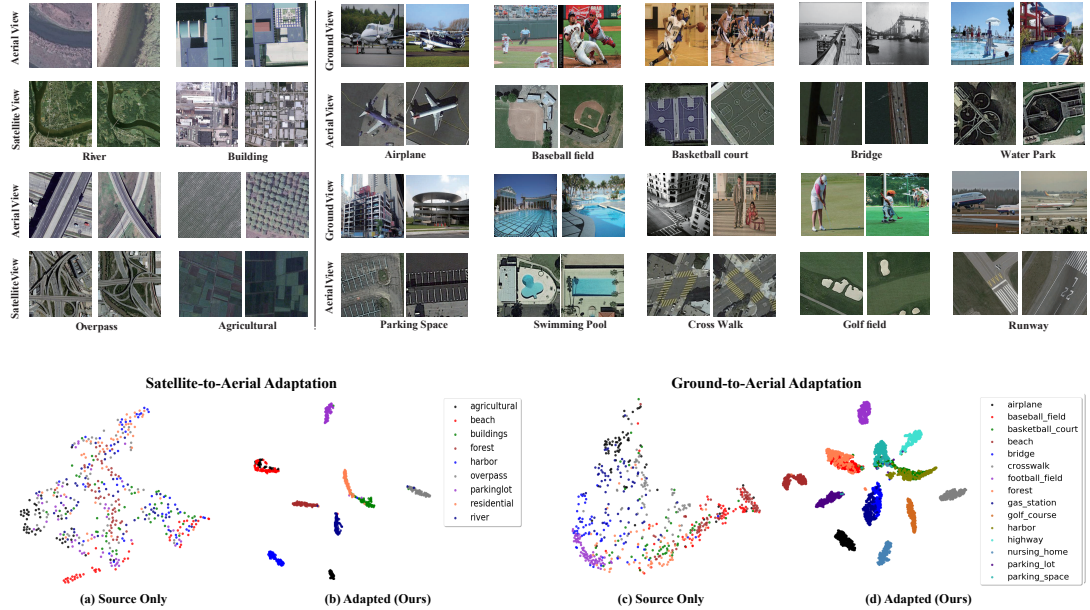 Aerial View
Ground View
Satellite View
Aerial View
River
Building
Airplane
Baseball field
Basketball court
Bridge
Water Park
Aerial View
Ground View
Satellite View
Aerial View
Overpass
Agricultural
Parking Space
Swimming Pool
Cross Walk
Golf field
Runway
Satellite-to-Aerial Adaptation
Ground-to-Aerial Adaptation
agricultural
beach
buildings
forest
harbor
overpass
parkinglot
residential
river
airplane
baseball_field
basketball_court
beach
bridge
crosswalk
football_field
forest
gas_station
golf_course
harbor
highway
nursing_home
parking_lot
parking_space
(a) Source Only
(b) Adapted (Ours)
(c) Source Only
(d) Adapted (Ours)